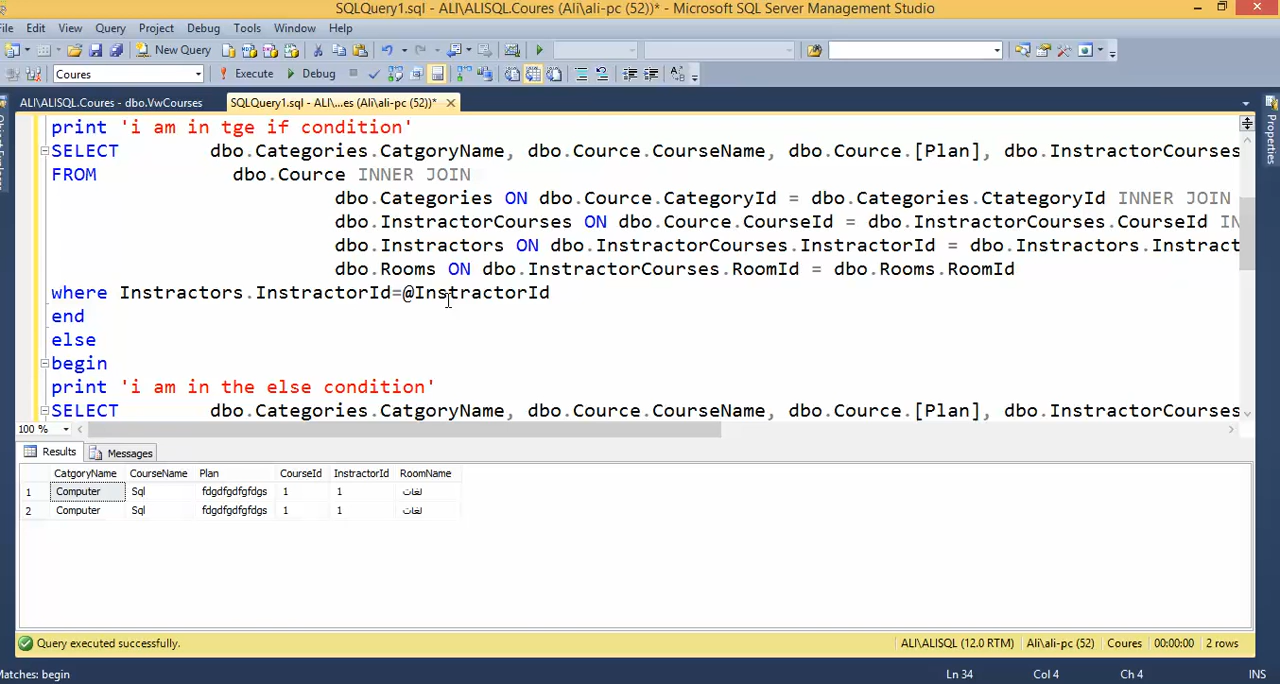 SQLQuery1.sql - ALI\ALISQL.Coures (Ali\ali-pc (52))* - Microsoft SQL Server Management Studio
File Edit View Query Project Debug Tools Window Help
New Query
Coures Execute Debug
ALI\ALISQL.Coures - dbo.VwCourses SQLQuery1.sql - ALI\...es (Ali\ali-pc (52))*
Properties
print 'i am in tge if condition'
SELECT dbo.Categories.CatgoryName, dbo.Cource.CourseName, dbo.Cource.[Plan], dbo.InstractorCourses
FROM dbo.Cource INNER JOIN
dbo.Categories ON dbo.Cource.CategoryId = dbo.Categories.CtategoryId INNER JOIN
dbo.InstractorCourses ON dbo.Cource.CourseId = dbo.InstractorCourses.CourseId IN
dbo.Instractors ON dbo.InstractorCourses.InstractorId = dbo.Instractors.Instract
dbo.Rooms ON dbo.InstractorCourses.RoomId = dbo.Rooms.RoomId
where Instractors.InstractorId=@InstractorId
end
else
begin
print 'i am in the else condition'
SELECT dbo.Categories.CatgoryName, dbo.Cource.CourseName, dbo.Cource.[Plan], dbo.InstractorCourses
100 %
Results Messages
CatgoryName CourseName Plan CourseId InstractorId RoomName
1 Computer Sql fdgdfgdfgfdgs 1 1 لغات
2 Computer Sql fdgdfgdfgfdgs 1 1 لغات
Query executed successfully. ALI\ALISQL (12.0 RTM) Ali\ali-pc (52) Coures 00:00:00 2 rows
Matches: begin Ln 34 Col 4 Ch 4 INS